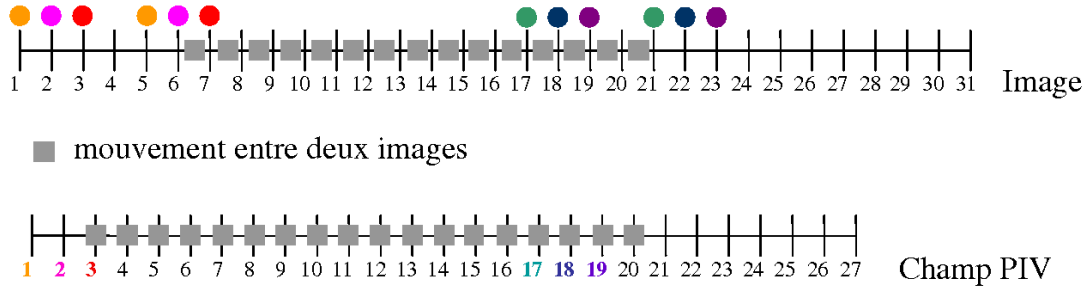 1 2 3 4 5 6 7 8 9 10 11 12 13 14 15 16 17 18 19 20 21 22 23 24 25 26 27 28 29 30 31 Image
mouvement entre deux images
1 2 3 4 5 6 7 8 9 10 11 12 13 14 15 16 17 18 19 20 21 22 23 24 25 26 27 Champ PIV